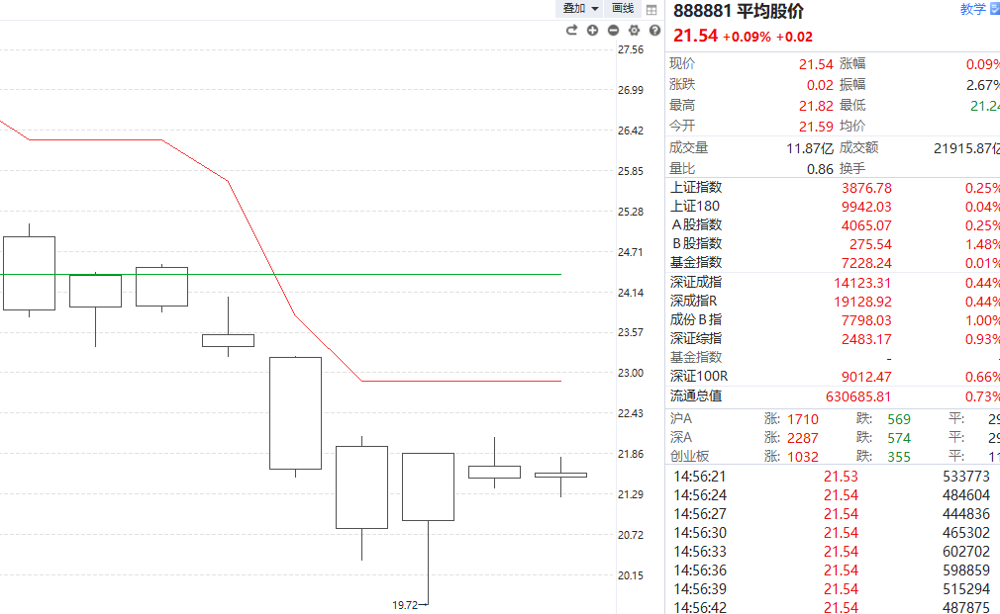 叠加 画线
888881 平均股价 教学
21.54 +0.09% +0.02
27.56
26.99
26.42
25.85
25.28
24.71
24.14
23.57
23.00
22.43
21.86
21.29
20.72
20.15
19.72
现价 21.54 涨幅 0.09%
涨跌 0.02 振幅 2.67%
最高 21.82 最低 21.24
今开 21.59 均价
成交量 11.87亿 成交额 21915.87亿
量比 0.86 换手
上证指数 3876.78 0.25%
上证180 9942.03 0.04%
A股指数 4065.07 0.25%
B股指数 275.54 1.48%
基金指数 7228.24 0.01%
深证成指 14123.31 0.44%
深成指R 19128.92 0.44%
成份B指 7798.03 1.00%
深证综指 2483.17 0.93%
基金指数 - -
深证100R 9012.47 0.66%
流通总值 630685.81 0.73%
沪A 涨: 1710 跌: 569 平: 29
深A 涨: 2287 跌: 574 平: 29
创业板 涨: 1032 跌: 355 平: 11
14:56:21 21.53 533773
14:56:24 21.54 484604
14:56:27 21.54 444836
14:56:30 21.54 465302
14:56:33 21.54 602702
14:56:36 21.54 598859
14:56:39 21.54 515294
14:56:42 21.54 487875